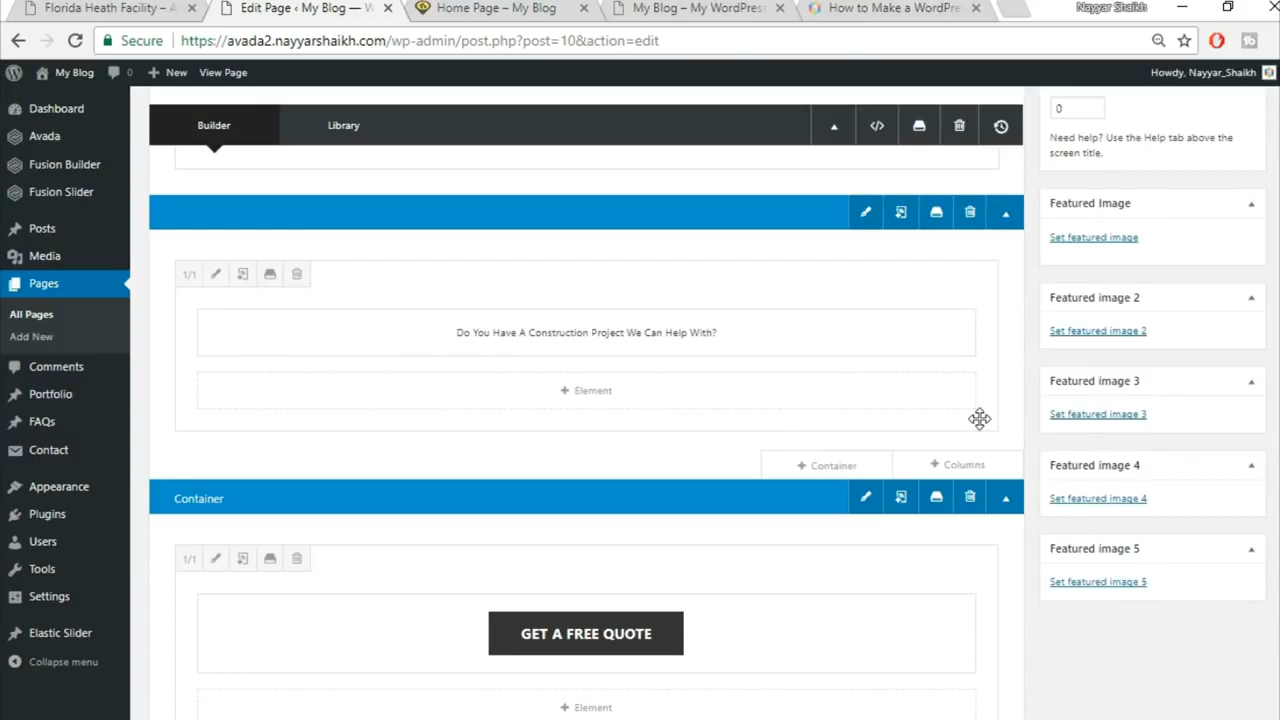 Florida Heath Facility – A
Edit Page ‹ My Blog — W
Home Page – My Blog
My Blog – My WordPress
How to Make a WordPre
Nayyar Shaikh
Secure
https://avada2.nayyarshaikh.com/wp-admin/post.php?post=10&action=edit
My Blog
0
New
View Page
Howdy, Nayyar_Shaikh
Dashboard
Avada
Fusion Builder
Fusion Slider
Posts
Media
Pages
All Pages
Add New
Comments
Portfolio
FAQs
Contact
Appearance
Plugins
Users
Tools
Settings
Elastic Slider
Collapse menu
Builder
Library
1/1
Do You Have A Construction Project We Can Help With?
+ Element
+ Container
+ Columns
Container
1/1
GET A FREE QUOTE
+ Element
0
Need help? Use the Help tab above the
screen title.
Featured Image
Set featured image
Featured image 2
Set featured image 2
Featured image 3
Set featured image 3
Featured image 4
Set featured image 4
Featured image 5
Set featured image 5